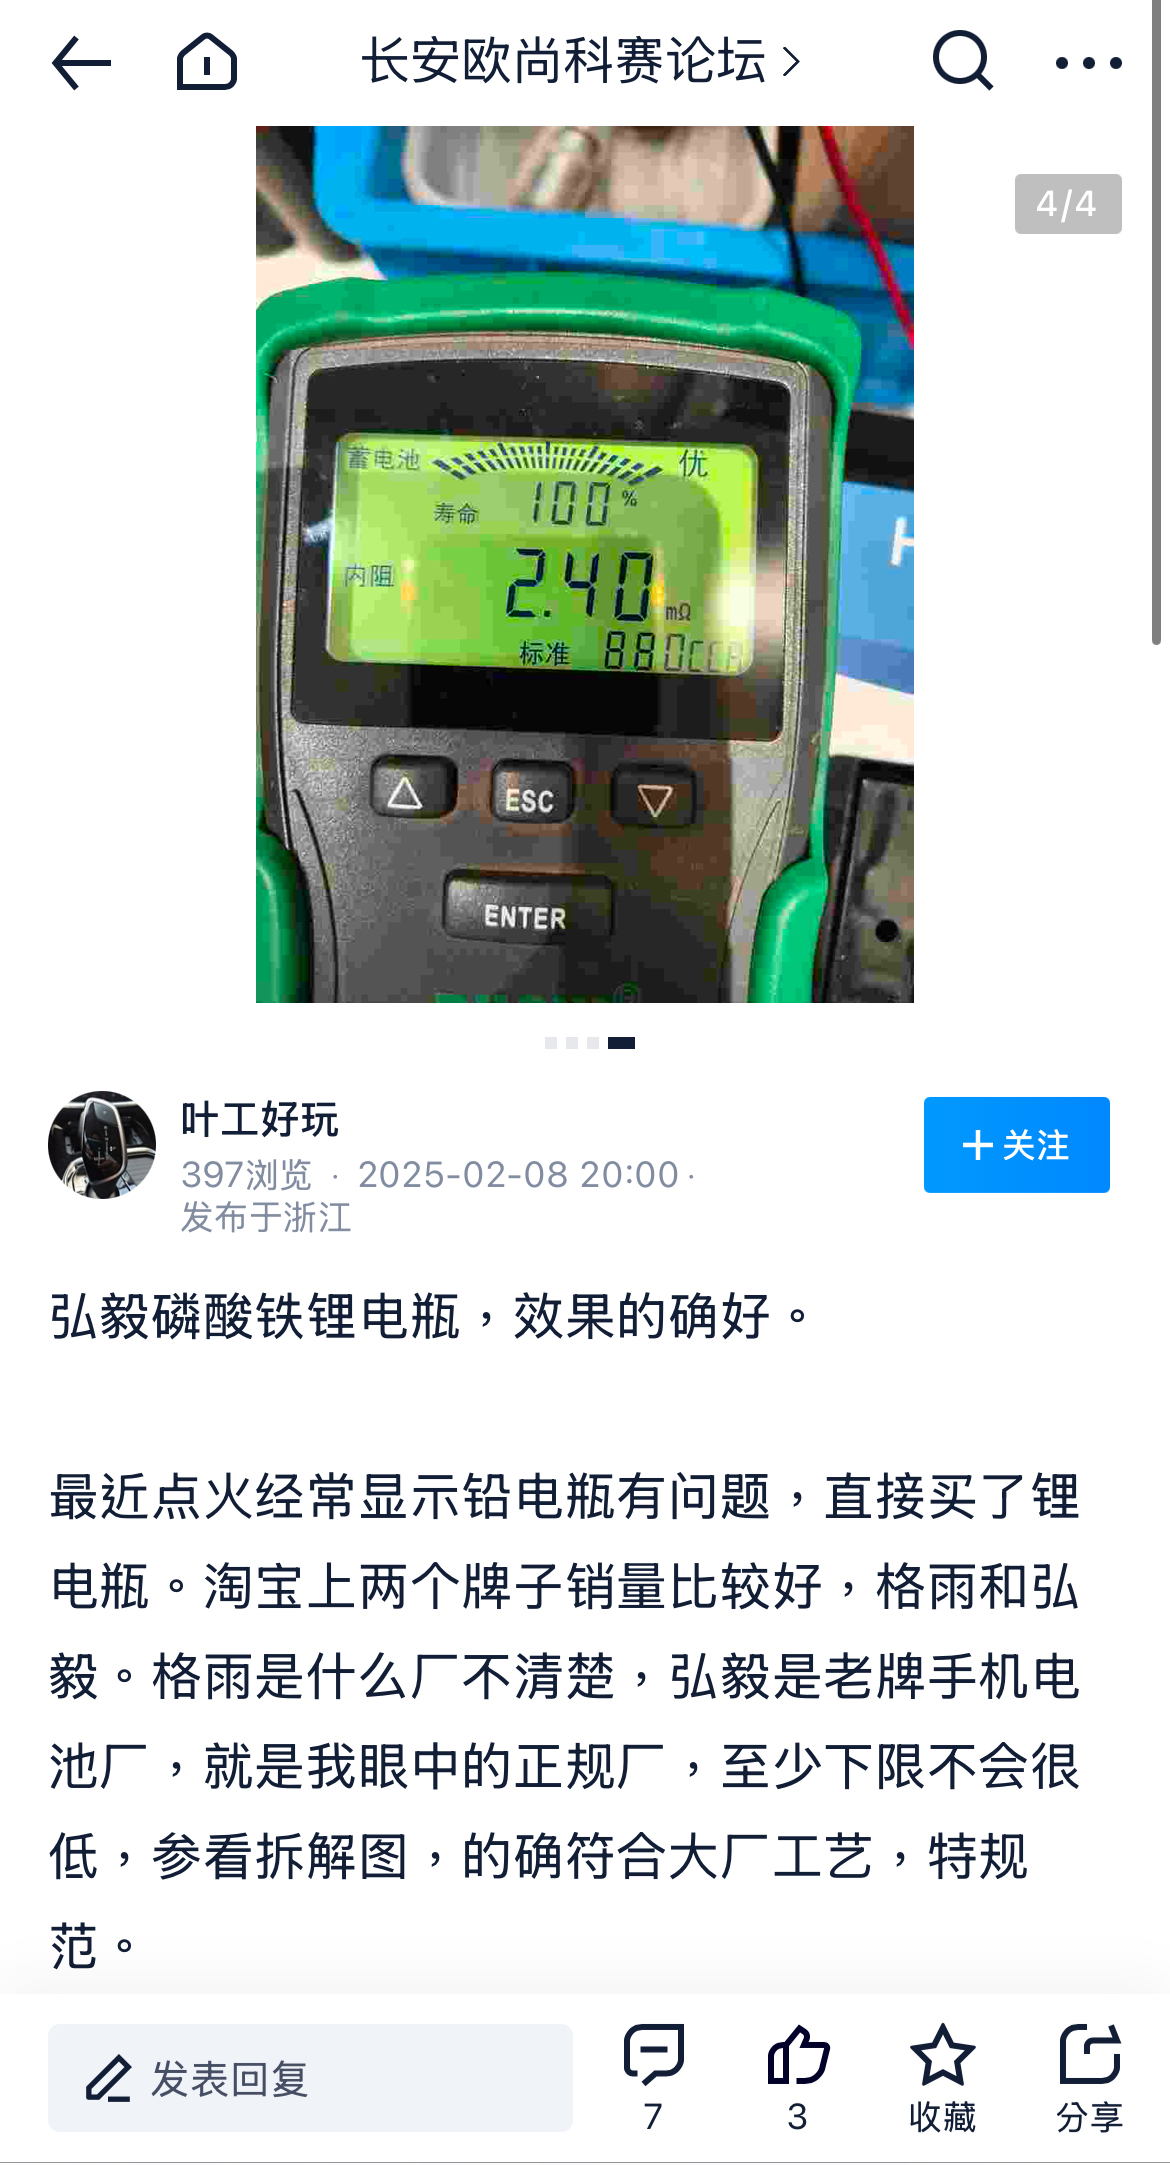 长安欧尚科赛论坛
4/4
蓄电池
优
寿命 100 %
内阻 2.40 mΩ
标准 880CCA
H
ESC
ENTER
叶工好玩
397浏览 · 2025-02-08 20:00 ·
发布于浙江
关注
弘毅磷酸铁锂电瓶，效果的确好。
最近点火经常显示铅电瓶有问题，直接买了锂
电瓶。淘宝上两个牌子销量比较好，格雨和弘
毅。格雨是什么厂不清楚，弘毅是老牌手机电
池厂，就是我眼中的正规厂，至少下限不会很
低，参看拆解图，的确符合大厂工艺，特规
范。
发表回复
7
3
收藏
分享